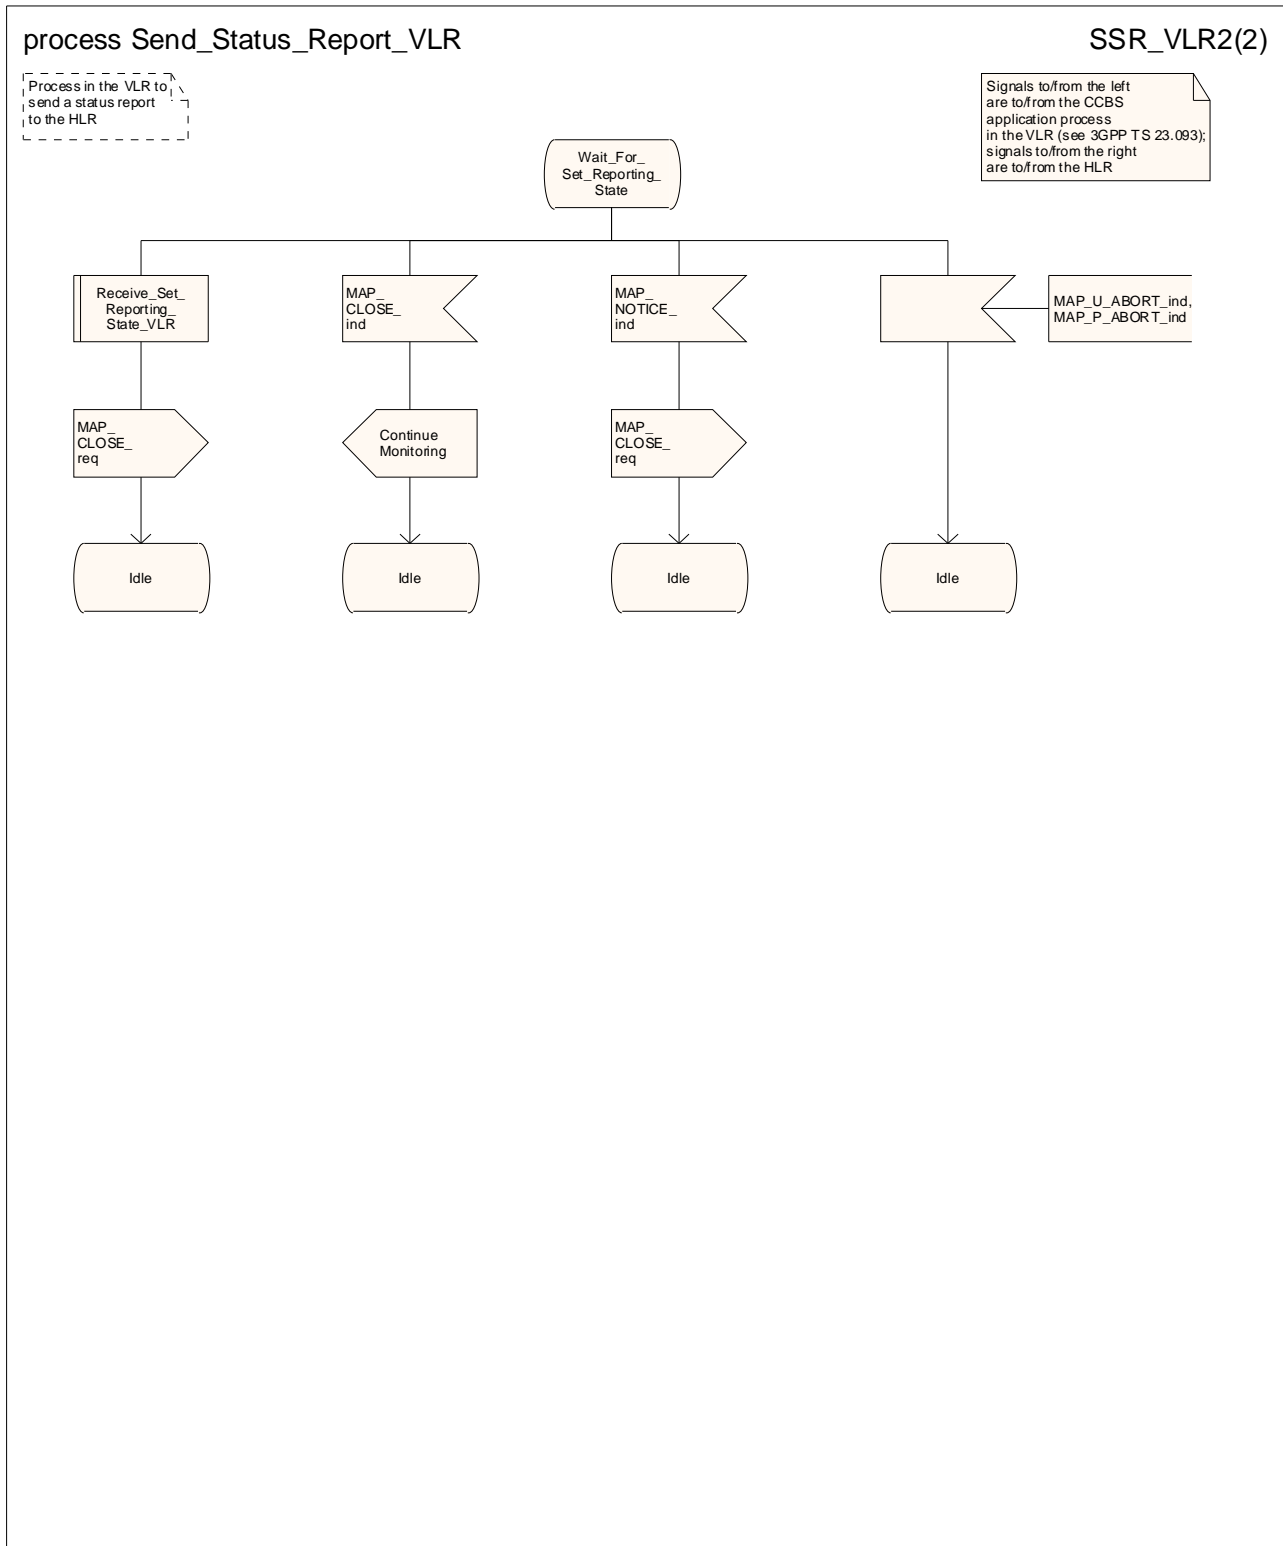 process Send_Status_Report_VLR
SSR_VLR2(2)
Process in the VLR to
send a status report
to the HLR
Signals to/from the left
are to/from the CCBS
application process
in the VLR (see 3GPP TS 23.093);
signals to/from the right
are to/from the HLR
Wait_For_
Set_Reporting_
State
Receive_Set_
Reporting_
State_VLR
MAP_
CLOSE_
ind
MAP_
NOTICE_
ind
MAP_U_ABORT_ind,
MAP_P_ABORT_ind
MAP_
CLOSE_
req
Continue
Monitoring
MAP_
CLOSE_
req
Idle
Idle
Idle
Idle